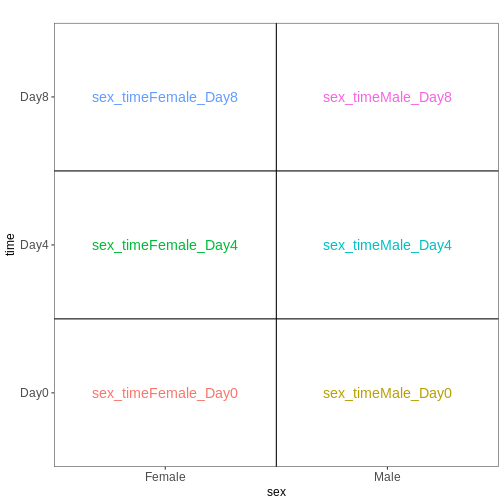 Day8
sex_timeFemale_Day8
sex_timeMale_Day8
time
Day4
sex_timeFemale_Day4
sex_timeMale_Day4
Day0
sex_timeFemale_Day0
sex_timeMale_Day0
Female
Male
sex